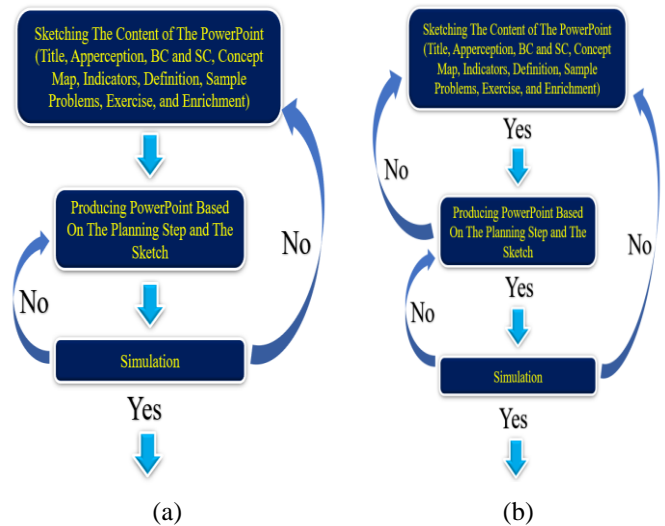 Sketching The Content of The PowerPoint
(Title, Apperception, BC and SC, Concept
Map, Indicators, Definition, Sample
Problems, Exercise, and Enrichment)
Producing PowerPoint Based
On The Planning Step and The
Sketch
No
No
Simulation
Yes
(a)
Sketching The Content of The PowerPoint
(Title, Apperception, BC and SC, Concept
Map, Indicators, Definition, Sample
Problems, Exercise, and Enrichment)
Yes
No
No
Producing PowerPoint Based
On The Planning Step and The
Sketch
Yes
No
Simulation
Yes
(b)